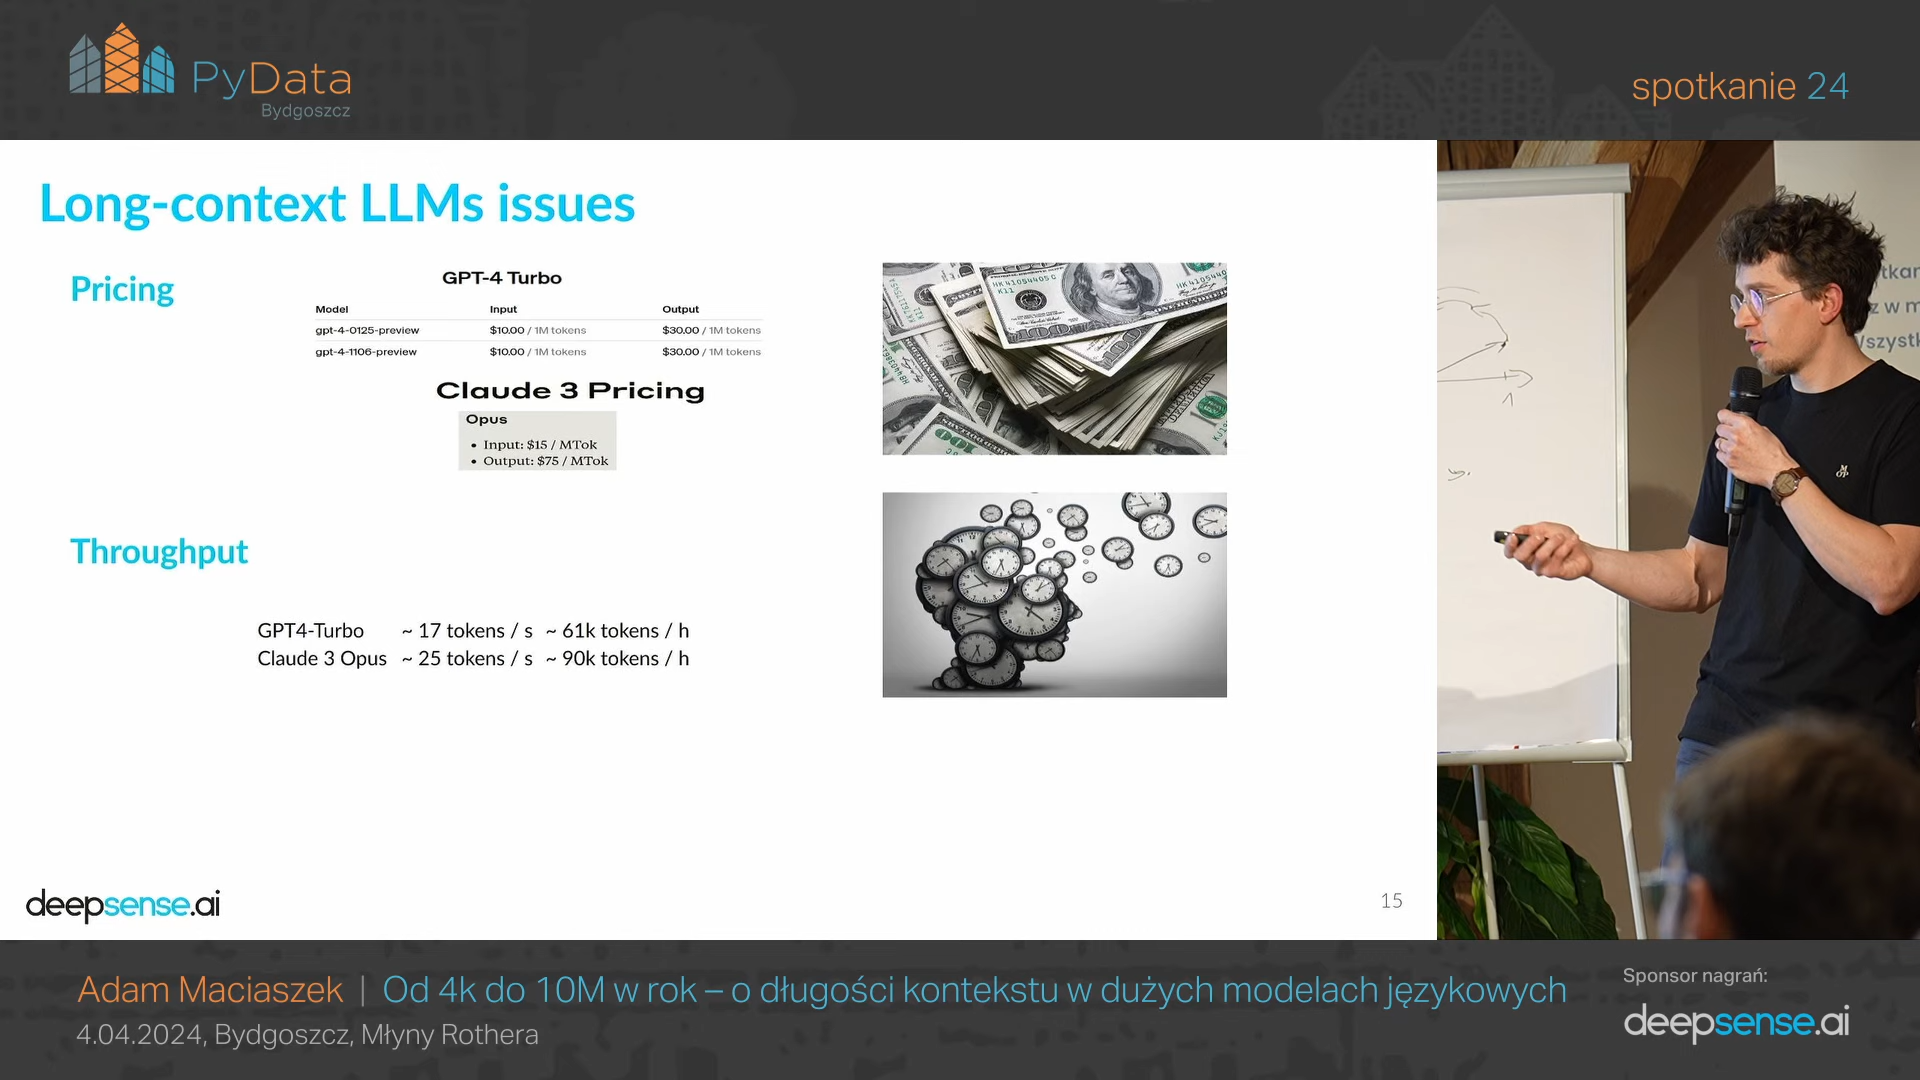 PyData
Bydgoszcz
spotkanie 24
Long-context LLMs issues
Pricing
GPT-4 Turbo
Model Input Output
gpt-4-0125-preview $10.00 / 1M tokens $30.00 / 1M tokens
gpt-4-1106-preview $10.00 / 1M tokens $30.00 / 1M tokens
Claude 3 Pricing
Opus
• Input: $15 / MTok
• Output: $75 / MTok
Throughput
GPT4-Turbo ~ 17 tokens / s ~ 61k tokens / h
Claude 3 Opus ~ 25 tokens / s ~ 90k tokens / h
deepsense.ai
15
Adam Maciaszek | Od 4k do 10M w rok – o długości kontekstu w dużych modelach językowych
4.04.2024, Bydgoszcz, Młyny Rothera
Sponsor nagrań:
deepsense.ai